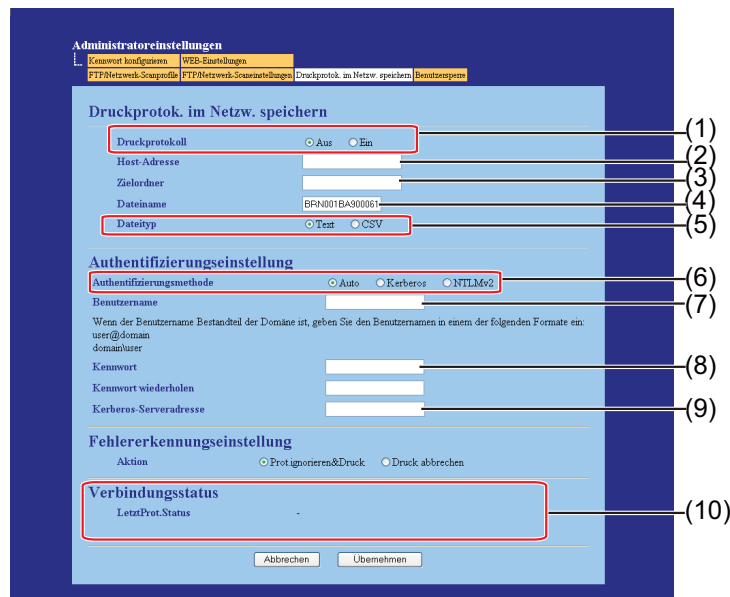 Administratoreinstellungen
Kennwort konfigurieren WEB-Einstellungen
FTP/Netzwerk-Scanprofile FTP/Netzwerk-Scaneinstellungen Druckprotok. im Netzw. speichern Benutzersperre
Druckprotok. im Netzw. speichern
Druckprotokoll Aus Ein (1)
Host-Adresse (2)
Zielordner (3)
Dateiname BRN001BA900061 (4)
Dateityp Text CSV (5)
Authentifizierungseinstellung
Authentifizierungsmethode Auto Kerberos NTLMv2 (6)
Benutzername (7)
Wenn der Benutzername Bestandteil der Domäne ist, geben Sie den Benutzernamen in einem der folgenden Formate ein:
user@domain
domain\user
Kennwort (8)
Kennwort wiederholen
Kerberos-Serveradresse (9)
Fehlererkennungseinstellung
Aktion Prot.ignorieren&Druck Druck abbrechen
Verbindungsstatus
LetztProt.Status - (10)
Abbrechen Übernehmen